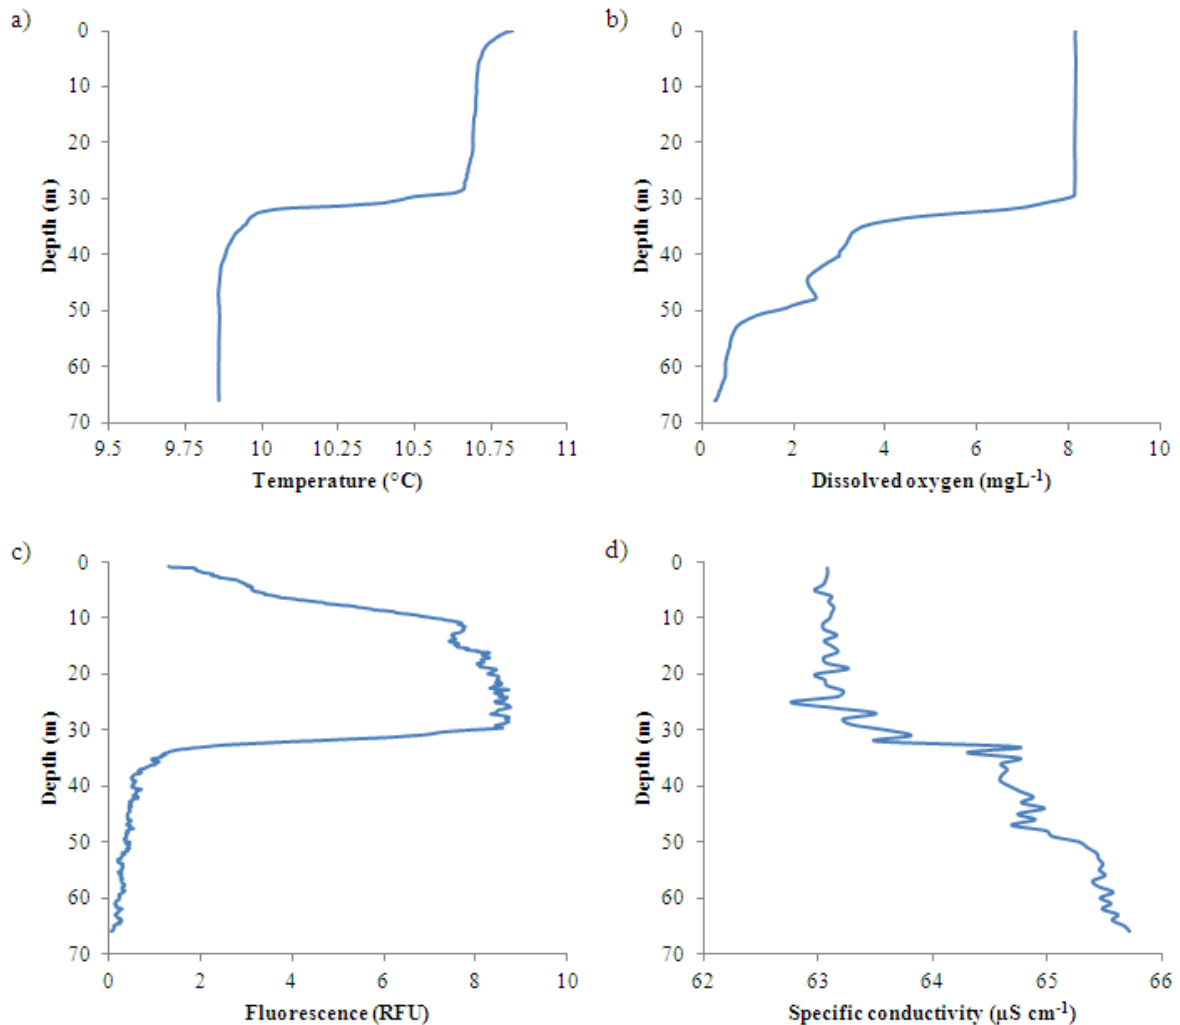 a)
0
10
20
30
40
50
60
70
Depth (m)
9.5 9.75 10 10.25 10.5 10.75 11
Temperature (°C)
b)
0
10
20
30
40
50
60
70
Depth (m)
0 2 4 6 8 10
Dissolved oxygen (mgL⁻¹)
c)
0
10
20
30
40
50
60
70
Depth (m)
0 2 4 6 8 10
Fluorescence (RFU)
d)
0
10
20
30
40
50
60
70
Depth (m)
62 63 64 65 66
Specific conductivity (µS cm⁻¹)